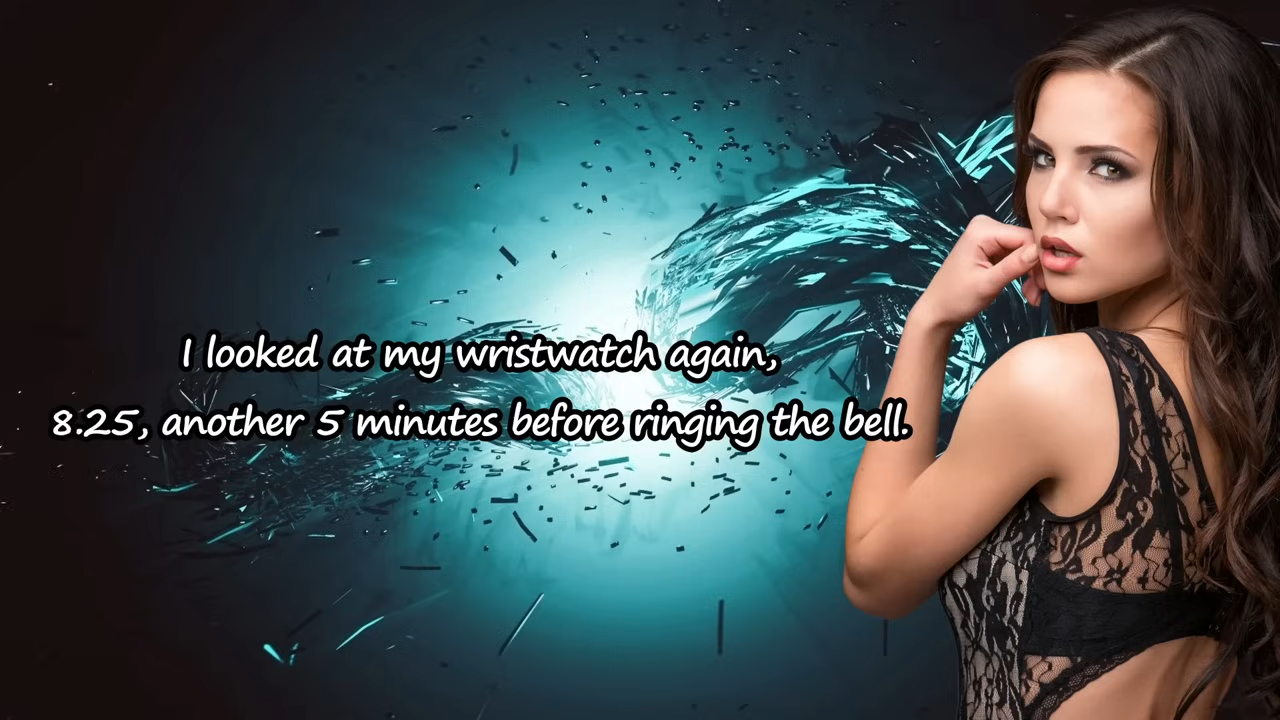 I looked at my wristwatch again,
8.25, another 5 minutes before ringing the bell.